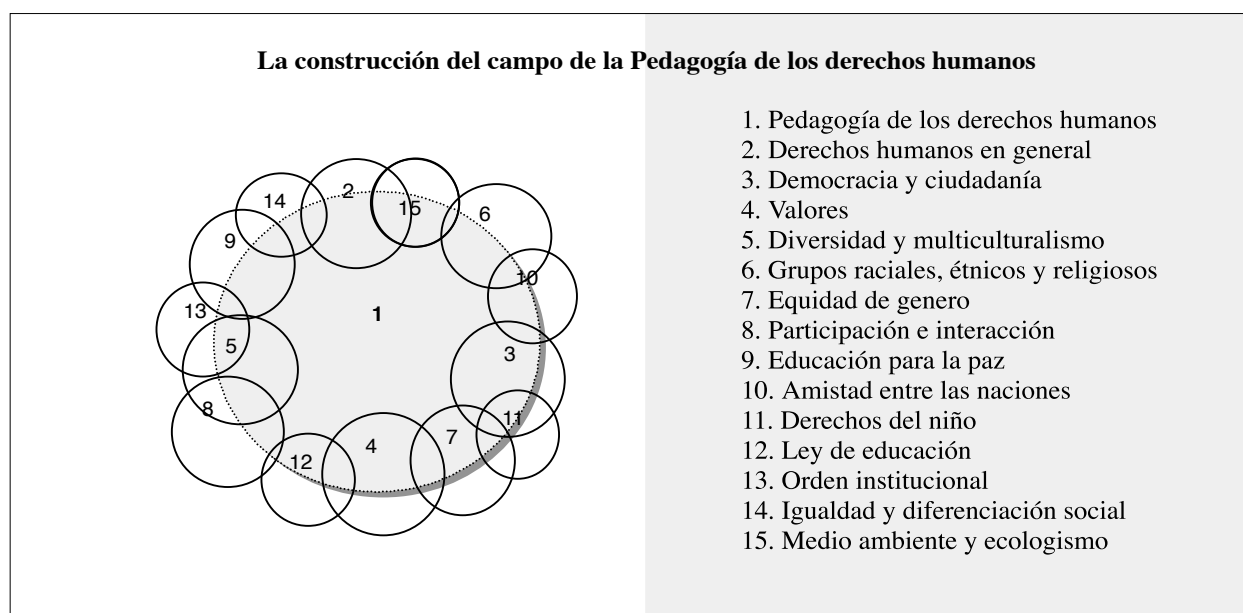 La construcción del campo de la Pedagogía de los derechos humanos
2
15
14
6
9
10
13
1
5
3
8
11
7
4
12
1. Pedagogía de los derechos humanos
2. Derechos humanos en general
3. Democracia y ciudadanía
4. Valores
5. Diversidad y multiculturalismo
6. Grupos raciales, étnicos y religiosos
7. Equidad de genero
8. Participación e interacción
9. Educación para la paz
10. Amistad entre las naciones
11. Derechos del niño
12. Ley de educación
13. Orden institucional
14. Igualdad y diferenciación social
15. Medio ambiente y ecologismo